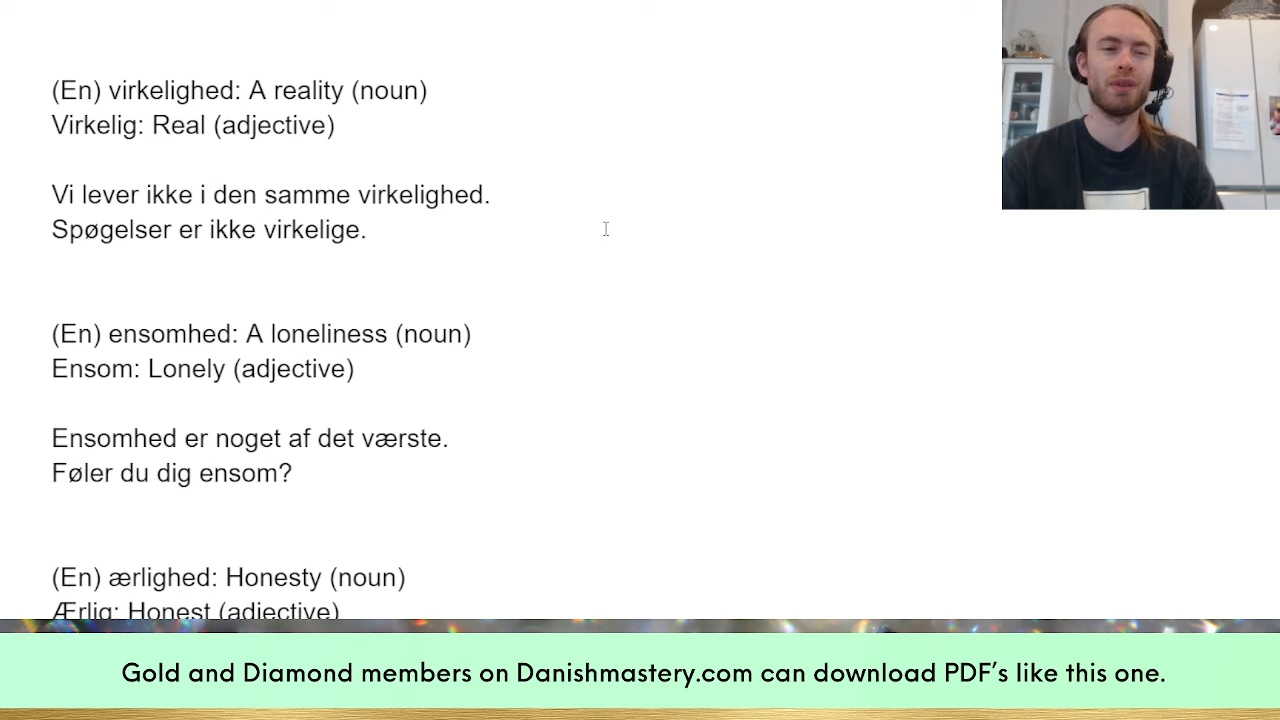 (En) virkelighed: A reality (noun)
Virkelig: Real (adjective)
Vi lever ikke i den samme virkelighed.
Spøgelser er ikke virkelige.
(En) ensomhed: A loneliness (noun)
Ensom: Lonely (adjective)
Ensomhed er noget af det værste.
Føler du dig ensom?
(En) ærlighed: Honesty (noun)
Ærlig: Honest (adjective)
Gold and Diamond members on Danishmastery.com can download PDF's like this one.